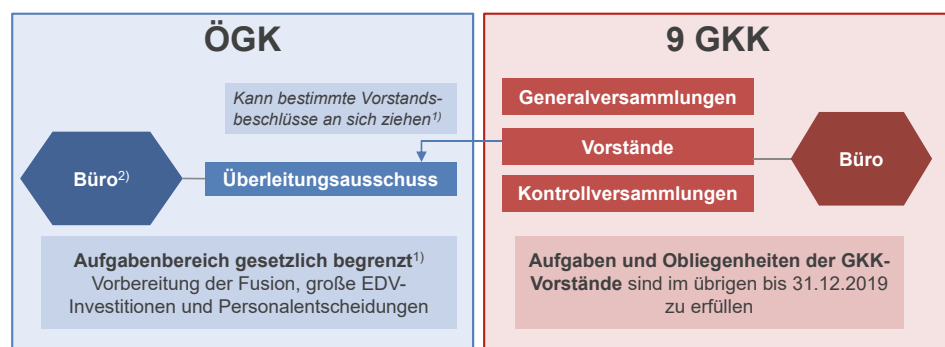 ÖGK
Kann bestimmte Vorstands-
beschlüsse an sich ziehen1)
Büro2)
Überleitungsausschuss
Aufgabenbereich gesetzlich begrenzt1)
Vorbereitung der Fusion, große EDV-
Investitionen und Personalentscheidungen
9 GKK
Generalversammlungen
Vorstände
Kontrollversammlungen
Büro
Aufgaben und Obliegenheiten der GKK-
Vorstände sind im übrigen bis 31.12.2019
zu erfüllen